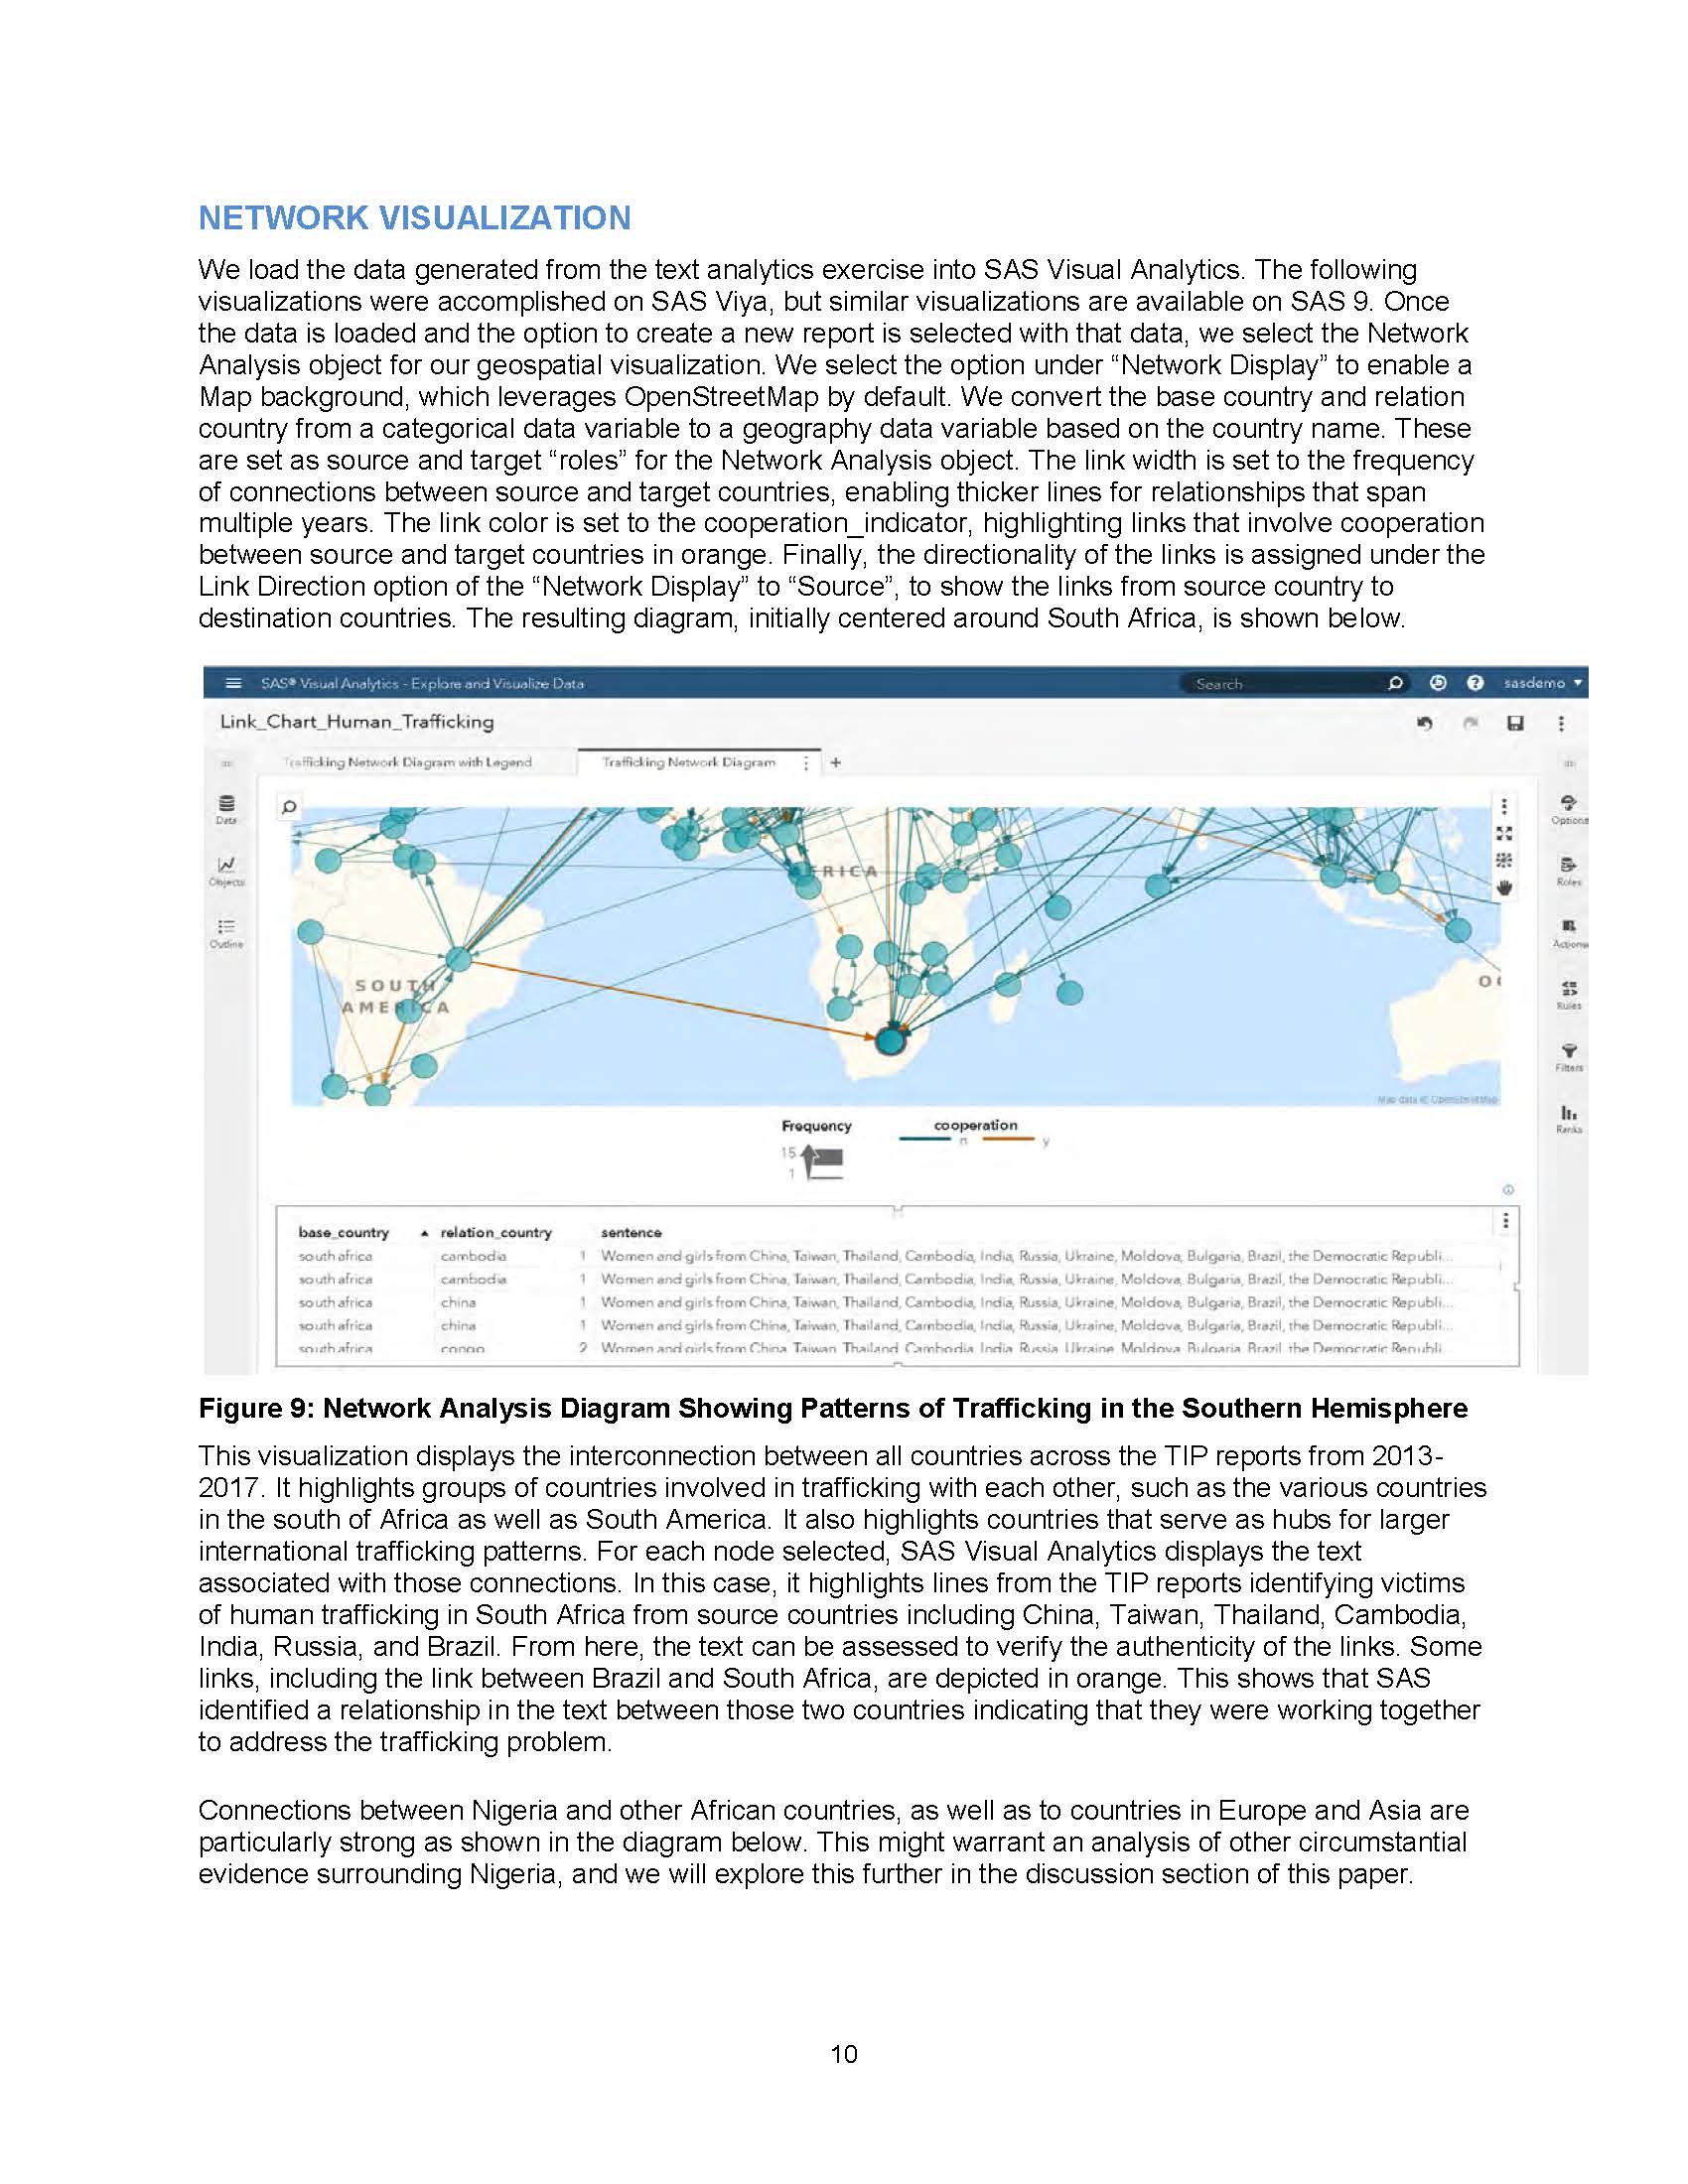 NETWORK VISUALIZATION
We load the data generated from the text analytics exercise into SAS Visual Analytics. The following
visualizations were accomplished on SAS Viya, but similar visualizations are available on SAS 9. Once
the data is loaded and the option to create a new report is selected with that data, we select the Network
Analysis object for our geospatial visualization. We select the option under “Network Display” to enable a
Map background, which leverages OpenStreetMap by default. We convert the base country and relation
country from a categorical data variable to a geography data variable based on the country name. These
are set as source and target “roles” for the Network Analysis object. The link width is set to the frequency
of connections between source and target countries, enabling thicker lines for relationships that span
multiple years. The link color is set to the cooperation_indicator, highlighting links that involve cooperation
between source and target countries in orange. Finally, the directionality of the links is assigned under the
Link Direction option of the “Network Display” to “Source”, to show the links from source country to
destination countries. The resulting diagram, initially centered around South Africa, is shown below.
SAS® Visual Analytics - Explore and Visualize Data
Search
sasdemo
Link_Chart_Human_Trafficking
Trafficking Network Diagram with Legend
Trafficking Network Diagram
+
Data
Objects
Outline
Options
Roles
Actions
Rules
Filters
Ranks
RICA
SOUTH
AMERICA
Map data © OpenStreetMap
Frequency
15
1
cooperation
n
y
base_country relation_country sentence
south africa cambodia 1 Women and girls from China, Taiwan, Thailand, Cambodia, India, Russia, Ukraine, Moldova, Bulgaria, Brazil, the Democratic Republi...
south africa cambodia 1 Women and girls from China, Taiwan, Thailand, Cambodia, India, Russia, Ukraine, Moldova, Bulgaria, Brazil, the Democratic Republi...
south africa china 1 Women and girls from China, Taiwan, Thailand, Cambodia, India, Russia, Ukraine, Moldova, Bulgaria, Brazil, the Democratic Republi...
south africa china 1 Women and girls from China, Taiwan, Thailand, Cambodia, India, Russia, Ukraine, Moldova, Bulgaria, Brazil, the Democratic Republi...
south africa congo 2 Women and girls from China, Taiwan, Thailand, Cambodia, India, Russia, Ukraine, Moldova, Bulgaria, Brazil, the Democratic Republi
Figure 9: Network Analysis Diagram Showing Patterns of Trafficking in the Southern Hemisphere
This visualization displays the interconnection between all countries across the TIP reports from 2013-
2017. It highlights groups of countries involved in trafficking with each other, such as the various countries
in the south of Africa as well as South America. It also highlights countries that serve as hubs for larger
international trafficking patterns. For each node selected, SAS Visual Analytics displays the text
associated with those connections. In this case, it highlights lines from the TIP reports identifying victims
of human trafficking in South Africa from source countries including China, Taiwan, Thailand, Cambodia,
India, Russia, and Brazil. From here, the text can be assessed to verify the authenticity of the links. Some
links, including the link between Brazil and South Africa, are depicted in orange. This shows that SAS
identified a relationship in the text between those two countries indicating that they were working together
to address the trafficking problem.
Connections between Nigeria and other African countries, as well as to countries in Europe and Asia are
particularly strong as shown in the diagram below. This might warrant an analysis of other circumstantial
evidence surrounding Nigeria, and we will explore this further in the discussion section of this paper.
10